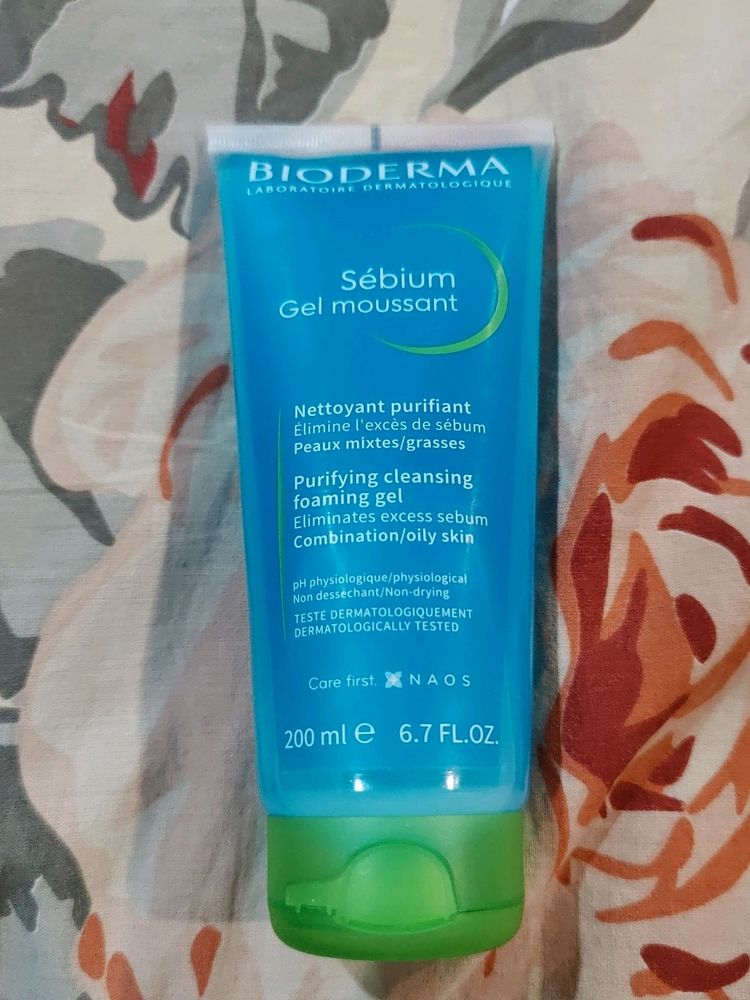 BIODERMA
LABORATOIRE DERMATOLOGIQUE
Sébium
Gel moussant
Nettoyant purifiant
Élimine l'excès de sébum
Peaux mixtes/grasses
Purifying cleansing
foaming gel
Eliminates excess sebum
Combination/oily skin
pH physiologique/physiological
Non desséchant/Non-drying
TESTÉ DERMATOLOGIQUEMENT
DERMATOLOGICALLY TESTED
Care first. NAOS
200 ml ℮ 6.7 FL.OZ.